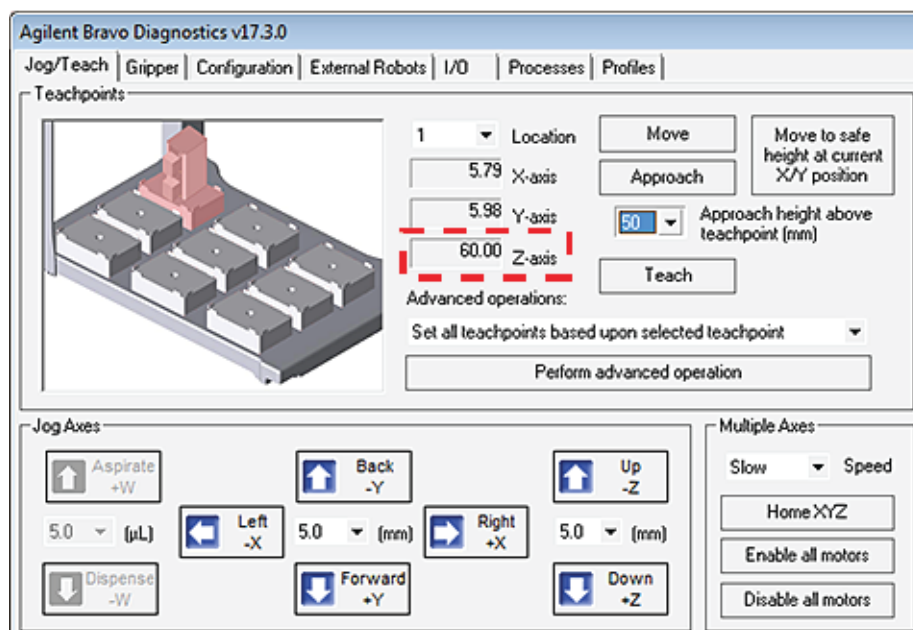 Agilent Bravo Diagnostics v17.3.0
Jog/Teach Gripper Configuration External Robots I/O Processes Profiles
Teachpoints
1 Location
5.79 X-axis
5.98 Y-axis
60.00 Z-axis
Move
Approach
50 Approach height above
teachpoint (mm)
Teach
Move to safe
height at current
X/Y position
Advanced operations:
Set all teachpoints based upon selected teachpoint
Perform advanced operation
Jog Axes
Aspirate
+W
5.0 (µL)
Dispense
-W
Back
-Y
Left
-X
5.0 (mm)
Right
+X
Forward
+Y
Up
-Z
5.0 (mm)
Down
+Z
Multiple Axes
Slow Speed
Home XYZ
Enable all motors
Disable all motors